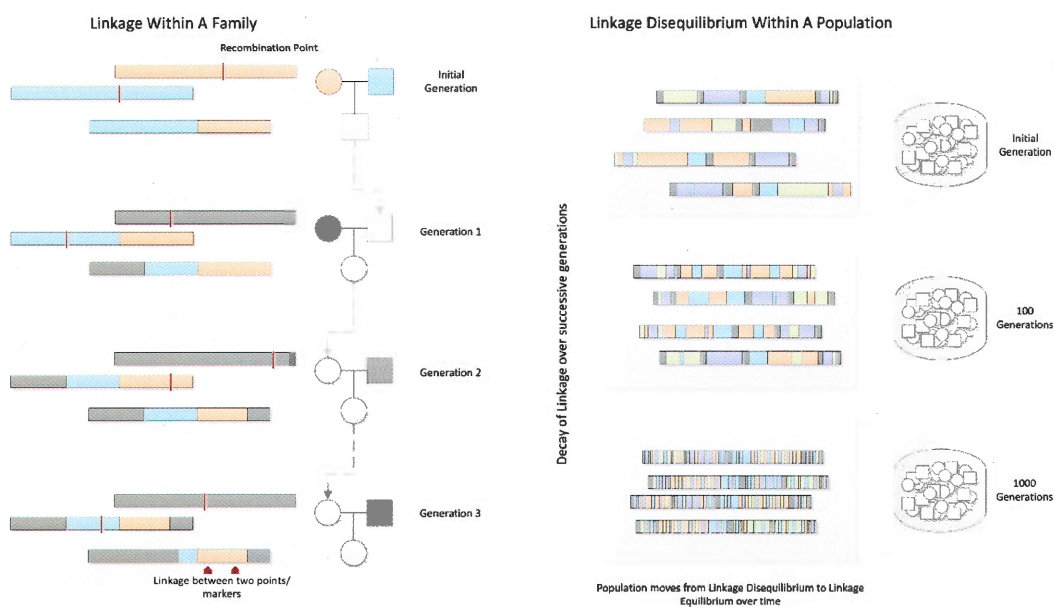 Linkage Within A Family
Recombination Point
Initial
Generation
Generation 1
Generation 2
Generation 3
Linkage between two points/
markers
Linkage Disequilibrium Within A Population
Decay of Linkage over successive generations
Initial
Generation
100
Generations
1000
Generations
Population moves from Linkage Disequilibrium to Linkage
Equilibrium over time